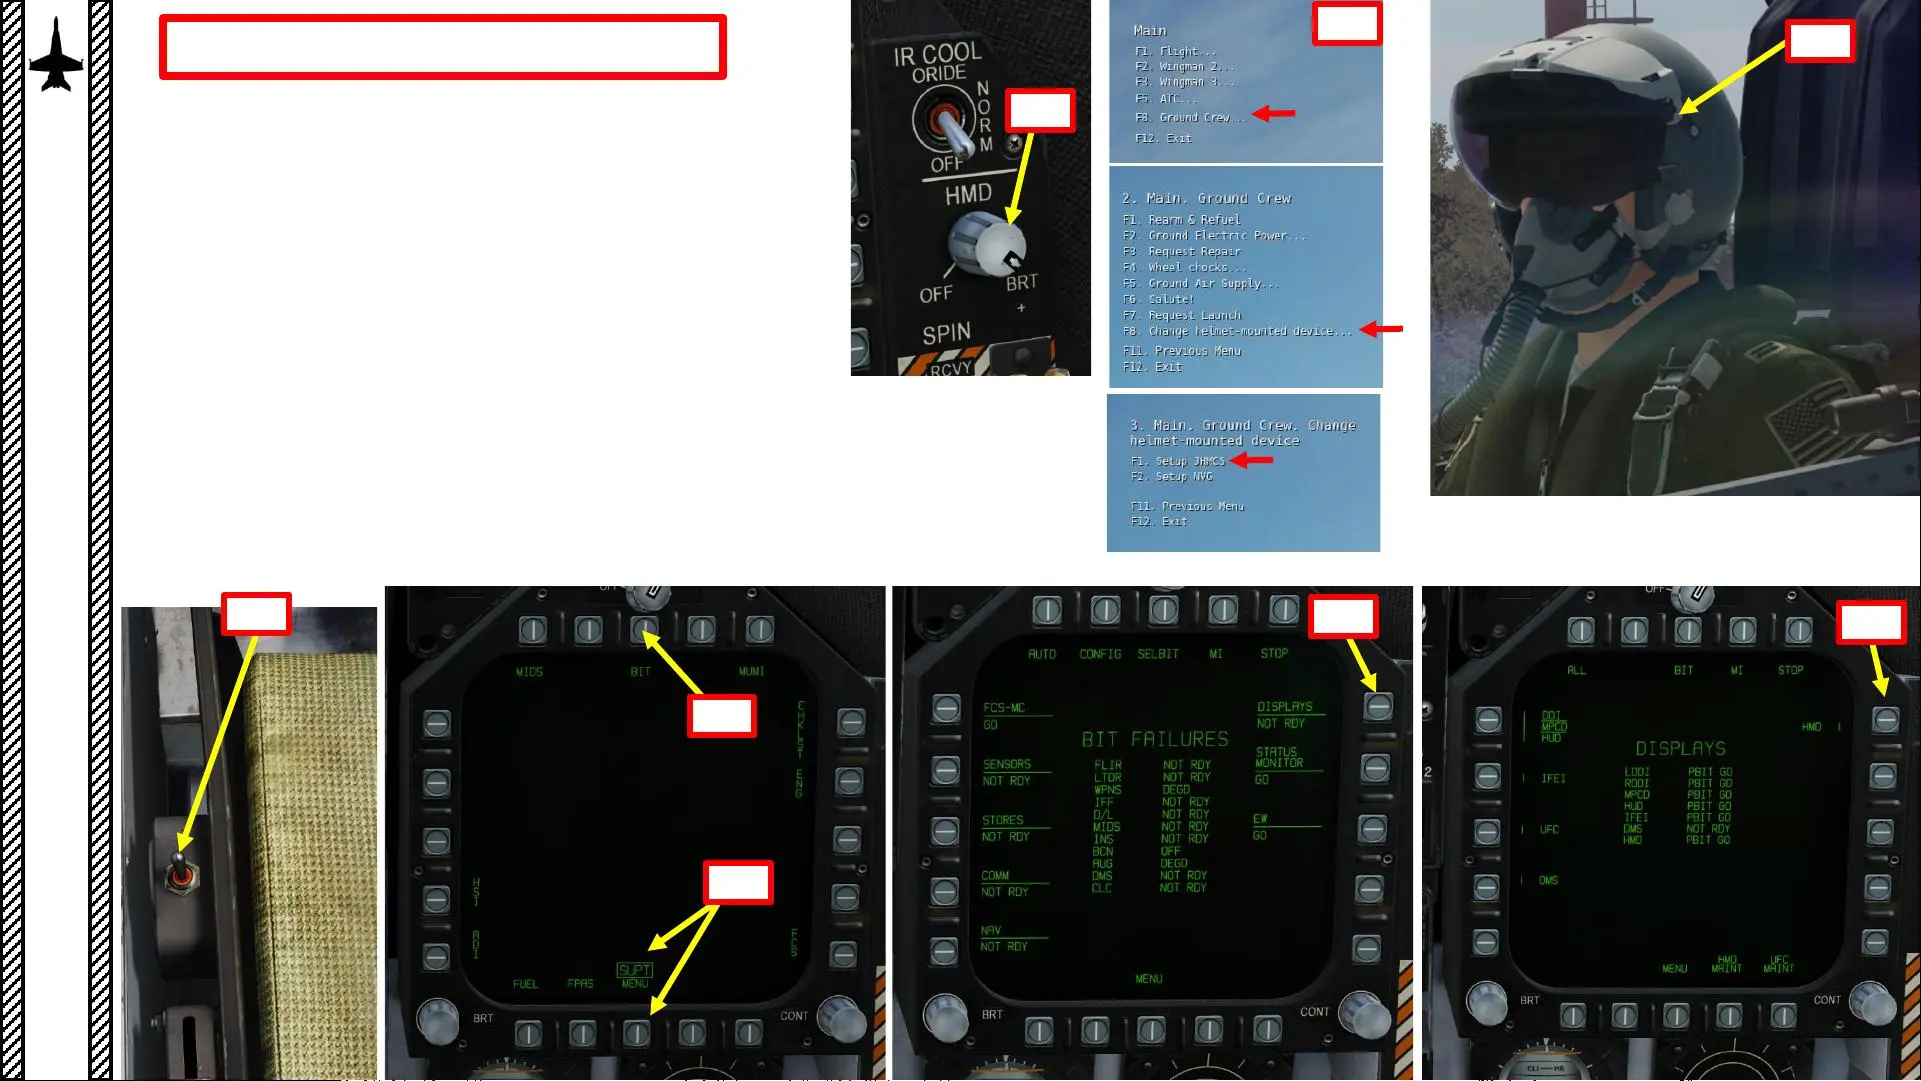 IR COOL
ORIDE
NORM
OFF
HMD
OFF
BRT
+
SPIN
RCVY
Main
F1. Flight...
F2. Wingman 2...
F3. Wingman 3...
F5. ATC...
F8. Ground Crew...
F12. Exit
2. Main. Ground Crew
F1. Rearm & Refuel
F2. Ground Electric Power...
F3. Request Repair
F4. Wheel chocks...
F5. Ground Air Supply...
F6. Salute!
F7. Request Launch
F8. Change helmet-mounted device...
F11. Previous Menu
F12. Exit
3. Main. Ground Crew. Change
helmet-mounted device
F1. Setup JHMCS
F2. Setup NVG
F11. Previous Menu
F12. Exit
MIDS BIT MUMI
CHKLST
ENG
HSI
ADI
FCS
SUPT
FUEL FPAS MENU
BRT CONT
AUTO CONFIG SELBIT MI STOP
FCS-MC
GO
SENSORS
NOT RDY
STORES
NOT RDY
COMM
NOT RDY
NAV
NOT RDY
BIT FAILURES
FLIR NOT RDY
LTDR NOT RDY
WPNS DEGD
IFF NOT RDY
D/L NOT RDY
MIDS NOT RDY
INS NOT RDY
BCN OFF
AUG DEGD
DMS NOT RDY
CLC NOT RDY
DISPLAYS
NOT RDY
STATUS
MONITOR
GO
EW
GO
MENU
BRT CONT
OFF
ALL BIT MI STOP
DDI
MPCD
HUD
IFEI
UFC
DMS
HMD
DISPLAYS
LDDI PBIT GO
RDDI PBIT GO
MPCD PBIT GO
HUD PBIT GO
IFEI PBIT GO
DMS NOT RDY
HMD PBIT GO
MENU HMD MAINT UFC MAINT
BRT CONT